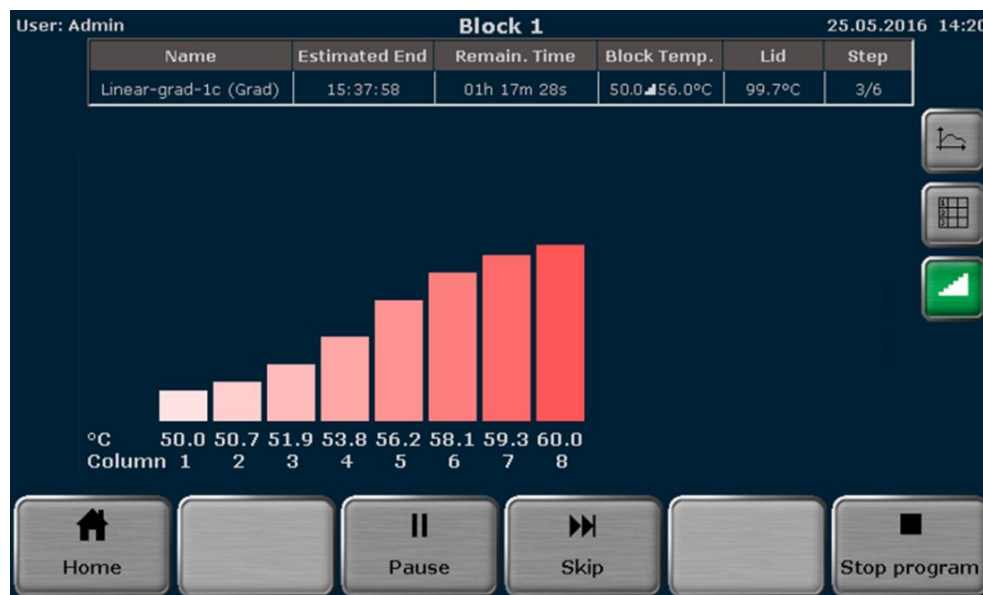 User: Admin Block 1 25.05.2016 14:20
Name Estimated End Remain. Time Block Temp. Lid Step
Linear-grad-1c (Grad) 15:37:58 01h 17m 28s 50.0 56.0°C 99.7°C 3/6
°C 50.0 50.7 51.9 53.8 56.2 58.1 59.3 60.0
Column 1 2 3 4 5 6 7 8
Home Pause Skip Stop program